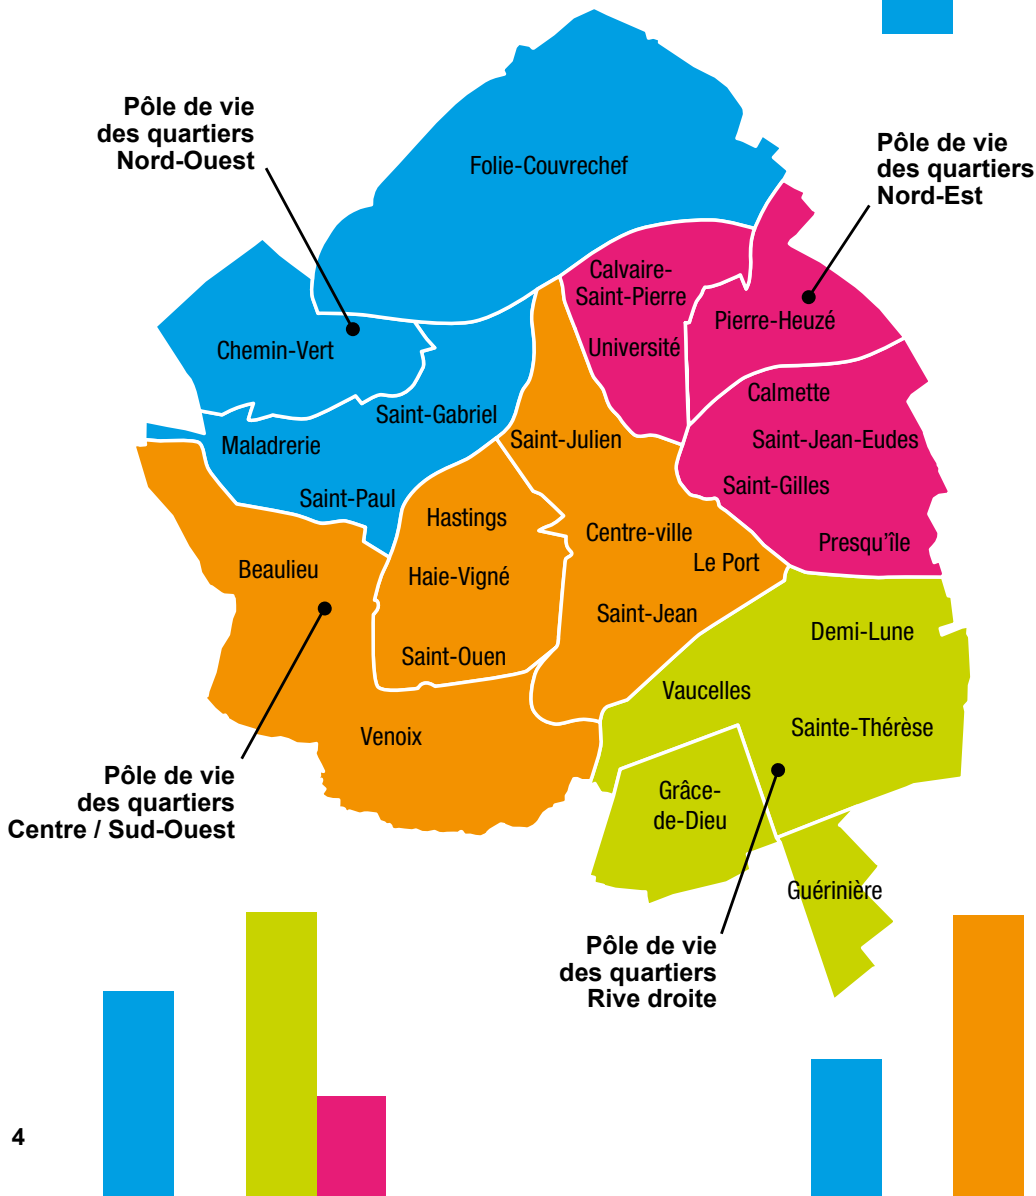 Pôle de vie
des quartiers
Nord-Ouest
Pôle de vie
des quartiers
Nord-Est
Folie-Couvrechef
Calvaire-
Saint-Pierre
Pierre-Heuzé
Université
Chemin-Vert
Calmette
Saint-Gabriel
Saint-Julien
Saint-Jean-Eudes
Maladrerie
Saint-Gilles
Saint-Paul
Hastings
Centre-ville
Presqu'île
Le Port
Beaulieu
Haie-Vigné
Saint-Jean
Demi-Lune
Saint-Ouen
Vaucelles
Sainte-Thérèse
Venoix
Pôle de vie
des quartiers
Centre / Sud-Ouest
Grâce-
de-Dieu
Guérinière
Pôle de vie
des quartiers
Rive droite
4